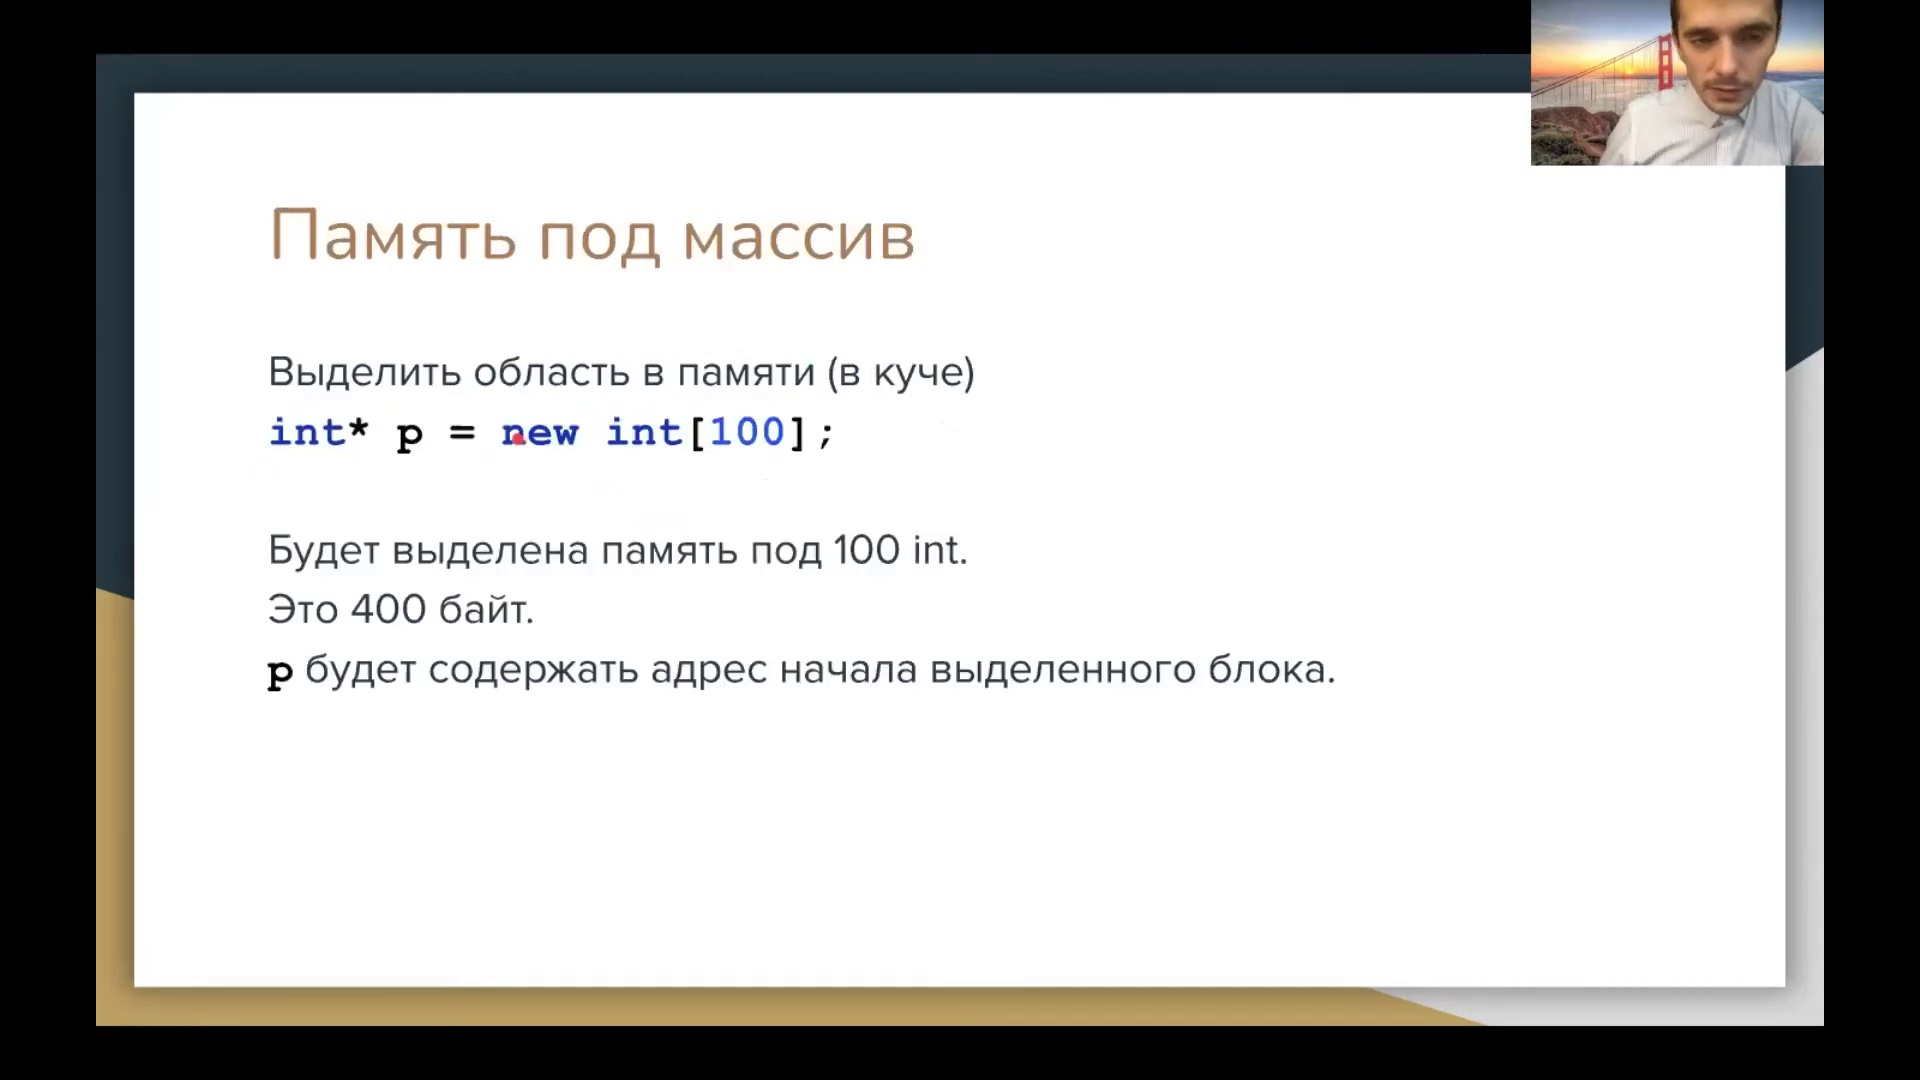 Память под массив
Выделить область в памяти (в куче)
int* p = new int[100];
Будет выделена память под 100 int.
Это 400 байт.
p будет содержать адрес начала выделенного блока.